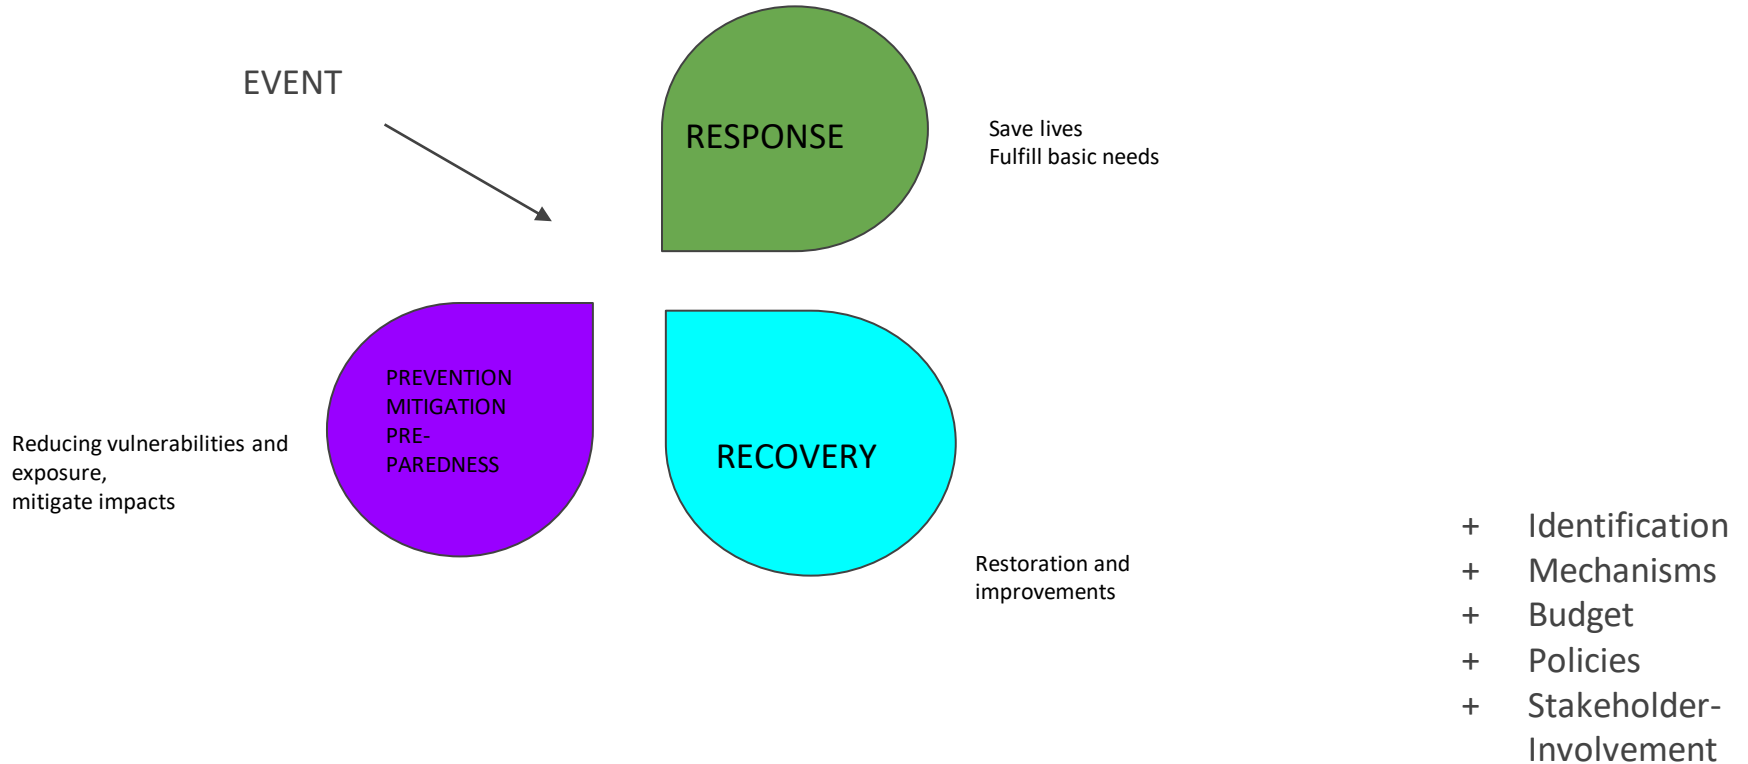 EVENT
RESPONSE
Save lives
Fulfill basic needs
PREVENTION
MITIGATION
PRE-
PAREDNESS
Reducing vulnerabilities and
exposure,
mitigate impacts
RECOVERY
Restoration and
improvements
+ Identification
+ Mechanisms
+ Budget
+ Policies
+ Stakeholder-
Involvement